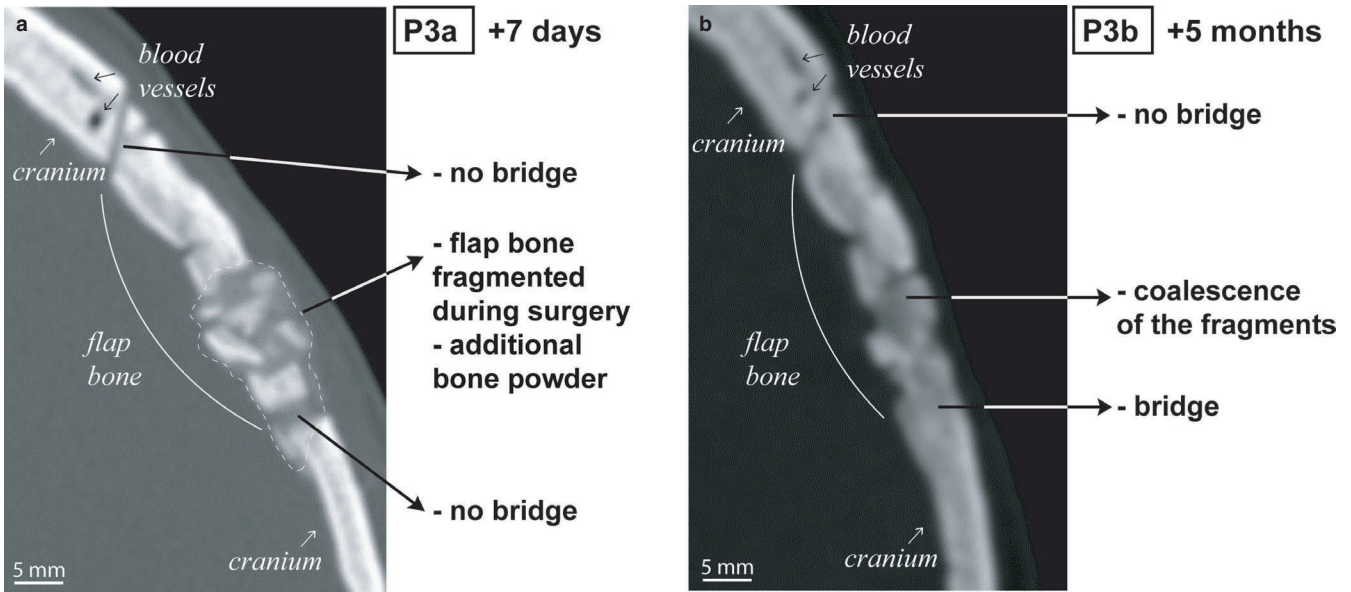 a
P3a +7 days
blood
vessels
cranium
- no bridge
- flap bone
fragmented
during surgery
- additional
bone powder
flap
bone
- no bridge
cranium
5 mm
b
P3b +5 months
blood
vessels
- no bridge
cranium
- coalescence
of the fragments
flap
bone
- bridge
cranium
5 mm